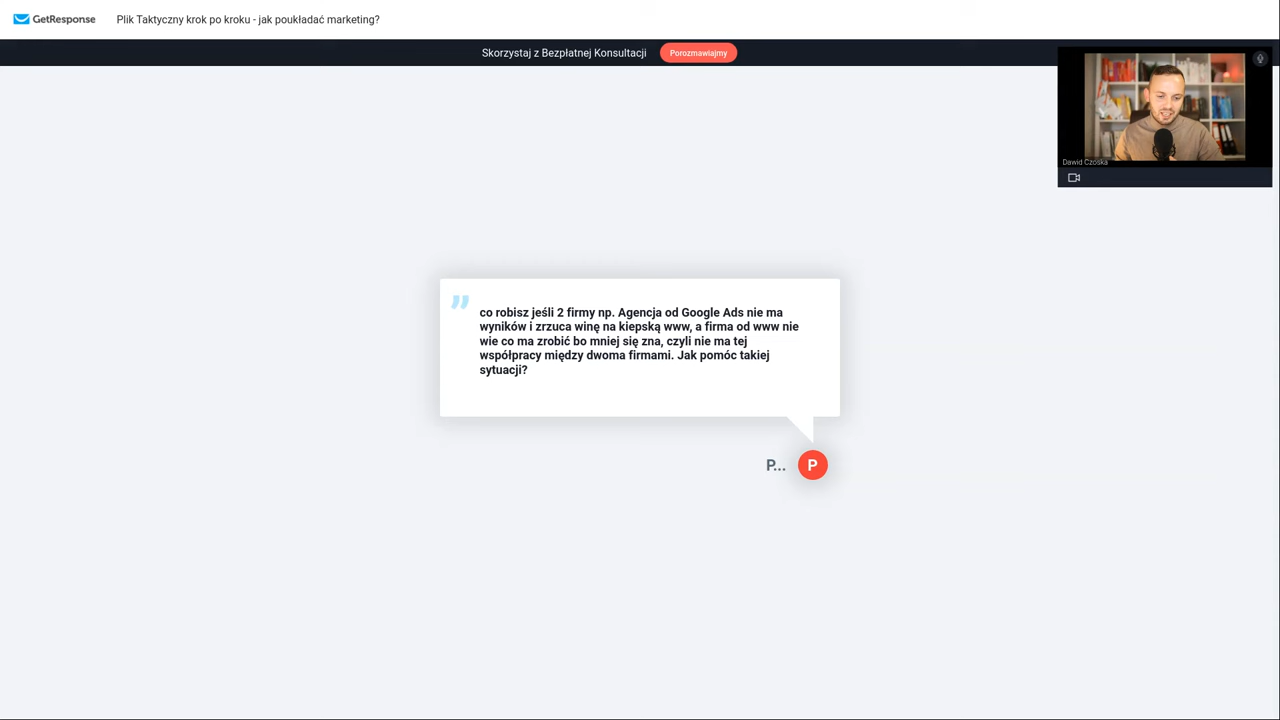 GetResponse
Plik Taktyczny krok po kroku - jak poukładać marketing?
Skorzystaj z Bezpłatnej Konsultacji
Porozmawiajmy
Dawid Czoska
”
co robisz jeśli 2 firmy np. Agencja od Google Ads nie ma
wyników i zrzuca winę na kiepską www, a firma od www nie
wie co ma zrobić bo mniej się zna, czyli nie ma tej
współpracy między dwoma firmami. Jak pomóc takiej
sytuacji?
P...
P